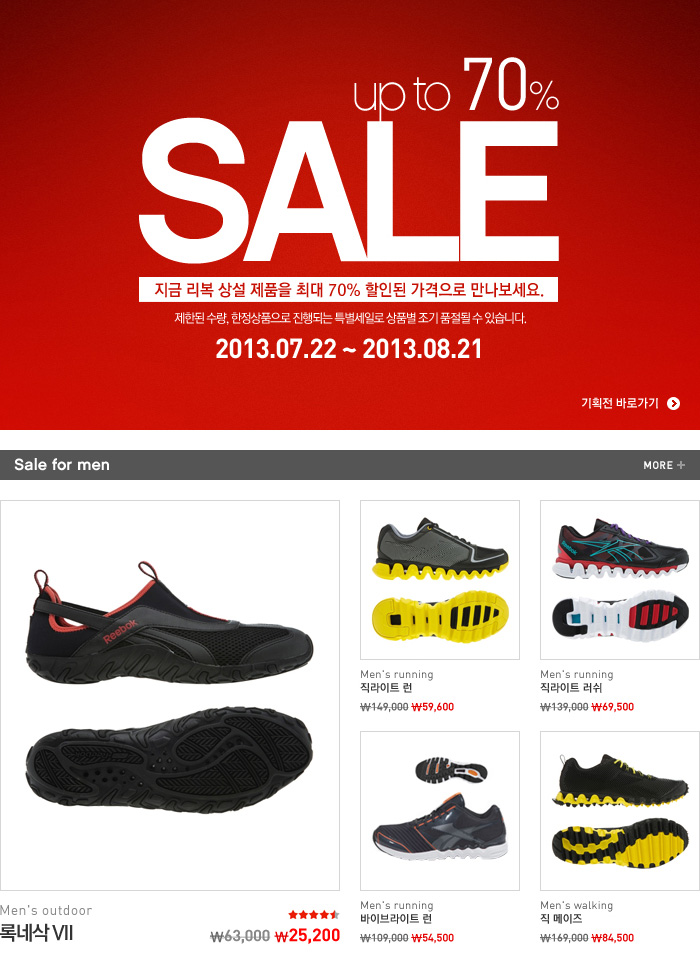 up to 70%
SALE
지금 리복 상설 제품을 최대 70% 할인된 가격으로 만나보세요.
제한된 수량, 한정상품으로 진행되는 특별세일로 상품별 조기 품절될 수 있습니다.
2013.07.22 ~ 2013.08.21
기획전 바로가기
Sale for men
MORE +
Reebok
Reebok
Men's running
직라이트 런
₩149,000 ₩59,600
Men's running
직라이트 러쉬
₩139,000 ₩69,500
Men's outdoor
록네삭 VII
₩63,000 ₩25,200
Men's running
바이브라이트 런
₩109,000 ₩54,500
Men's walking
직 메이즈
₩169,000 ₩84,500